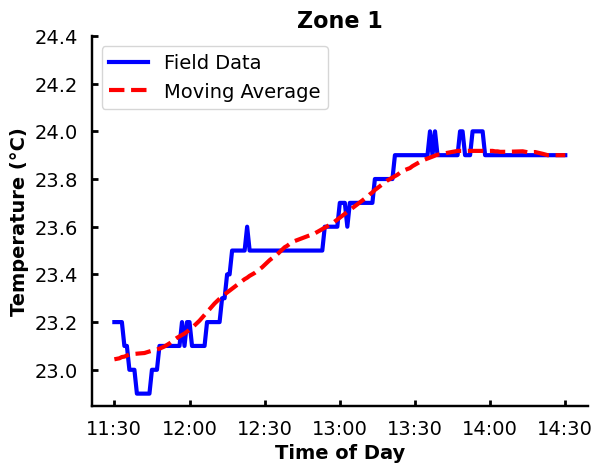 Zone 1
Field Data
Moving Average
Temperature (°C)
24.4
24.2
24.0
23.8
23.6
23.4
23.2
23.0
11:30 12:00 12:30 13:00 13:30 14:00 14:30
Time of Day